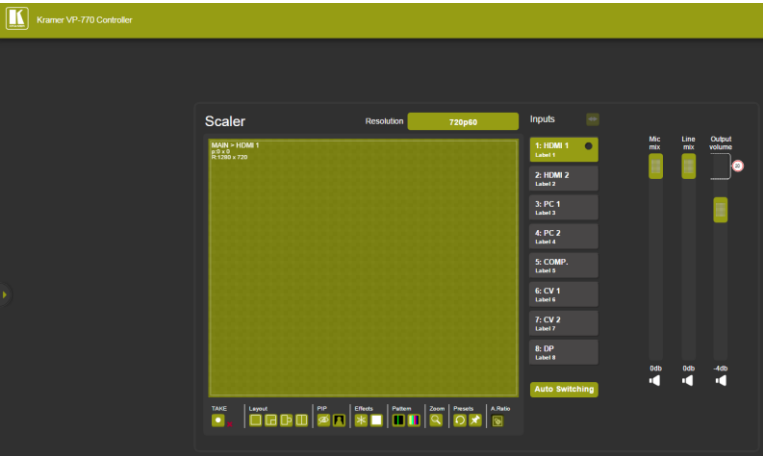 Kramer VP-770 Controller
Scaler
Resolution
720p60
Inputs
MAIN > HDMI 1
p:0 x 0
R:1280 x 720
1: HDMI 1
Label 1
2: HDMI 2
Label 2
3: PC 1
Label 3
4: PC 2
Label 4
5: COMP.
Label 5
6: CV 1
Label 6
7: CV 2
Label 7
8: DP
Label 8
Auto Switching
Mic
mix
Line
mix
Output
volume
0db
0db
-4db
TAKE
Layout
PIP
Effects
Pattern
Zoom
Presets
A.Ratio